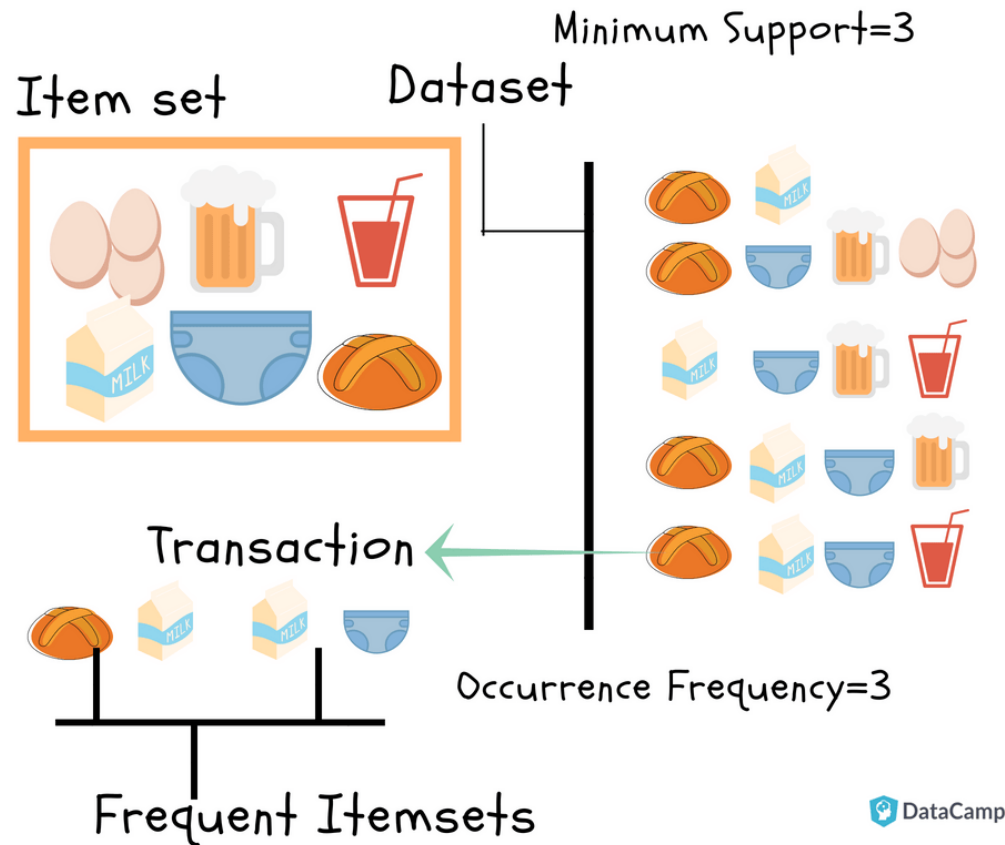 Minimum Support=3
Dataset
Item set
MILK
MILK
MILK
MILK
Transaction
MILK
MILK
MILK
Occurrence Frequency=3
Frequent Itemsets
DataCamp